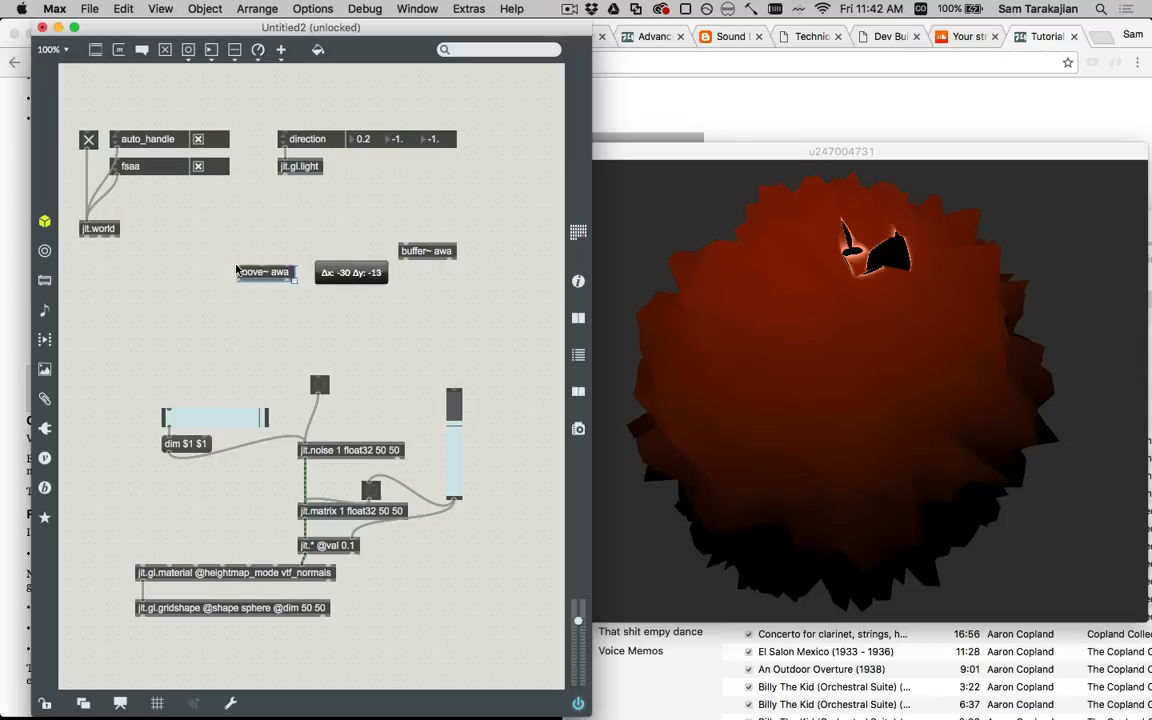 Max File Edit View Object Arrange Options Debug Window Extras Help
100% Fri 11:42 AM Sam Tarakjian
Untitled2 (unlocked)
100%
Advanc
Sound D
Technic
Dev Bui
Your str
Tutorial
Sam
auto_handle
direction 0.2 -1. -1.
fsaa
jit.gl.light
u247004731
jit.world
buffer~ awa
oove~ awa
Δx: -30 Δy: -13
dim $1 $1
jit.noise 1 float32 50 50
jit.matrix 1 float32 50 50
jit.* @val 0.1
jit.gl.material @heightmap_mode vtf_normals
jit.gl.gridshape @shape sphere @dim 50 50
That shit empy dance
Voice Memos
Concerto for clarinet, strings, h... 16:56 Aaron Copland Copland Collec
El Salon Mexico (1933 - 1936) 11:28 Aaron Copland The Copland C
An Outdoor Overture (1938) 9:01 Aaron Copland The Copland C
Billy The Kid (Orchestral Suite) (... 3:22 Aaron Copland The Copland C
Billy The Kid (Orchestral Suite) (... 6:37 Aaron Copland The Copland C